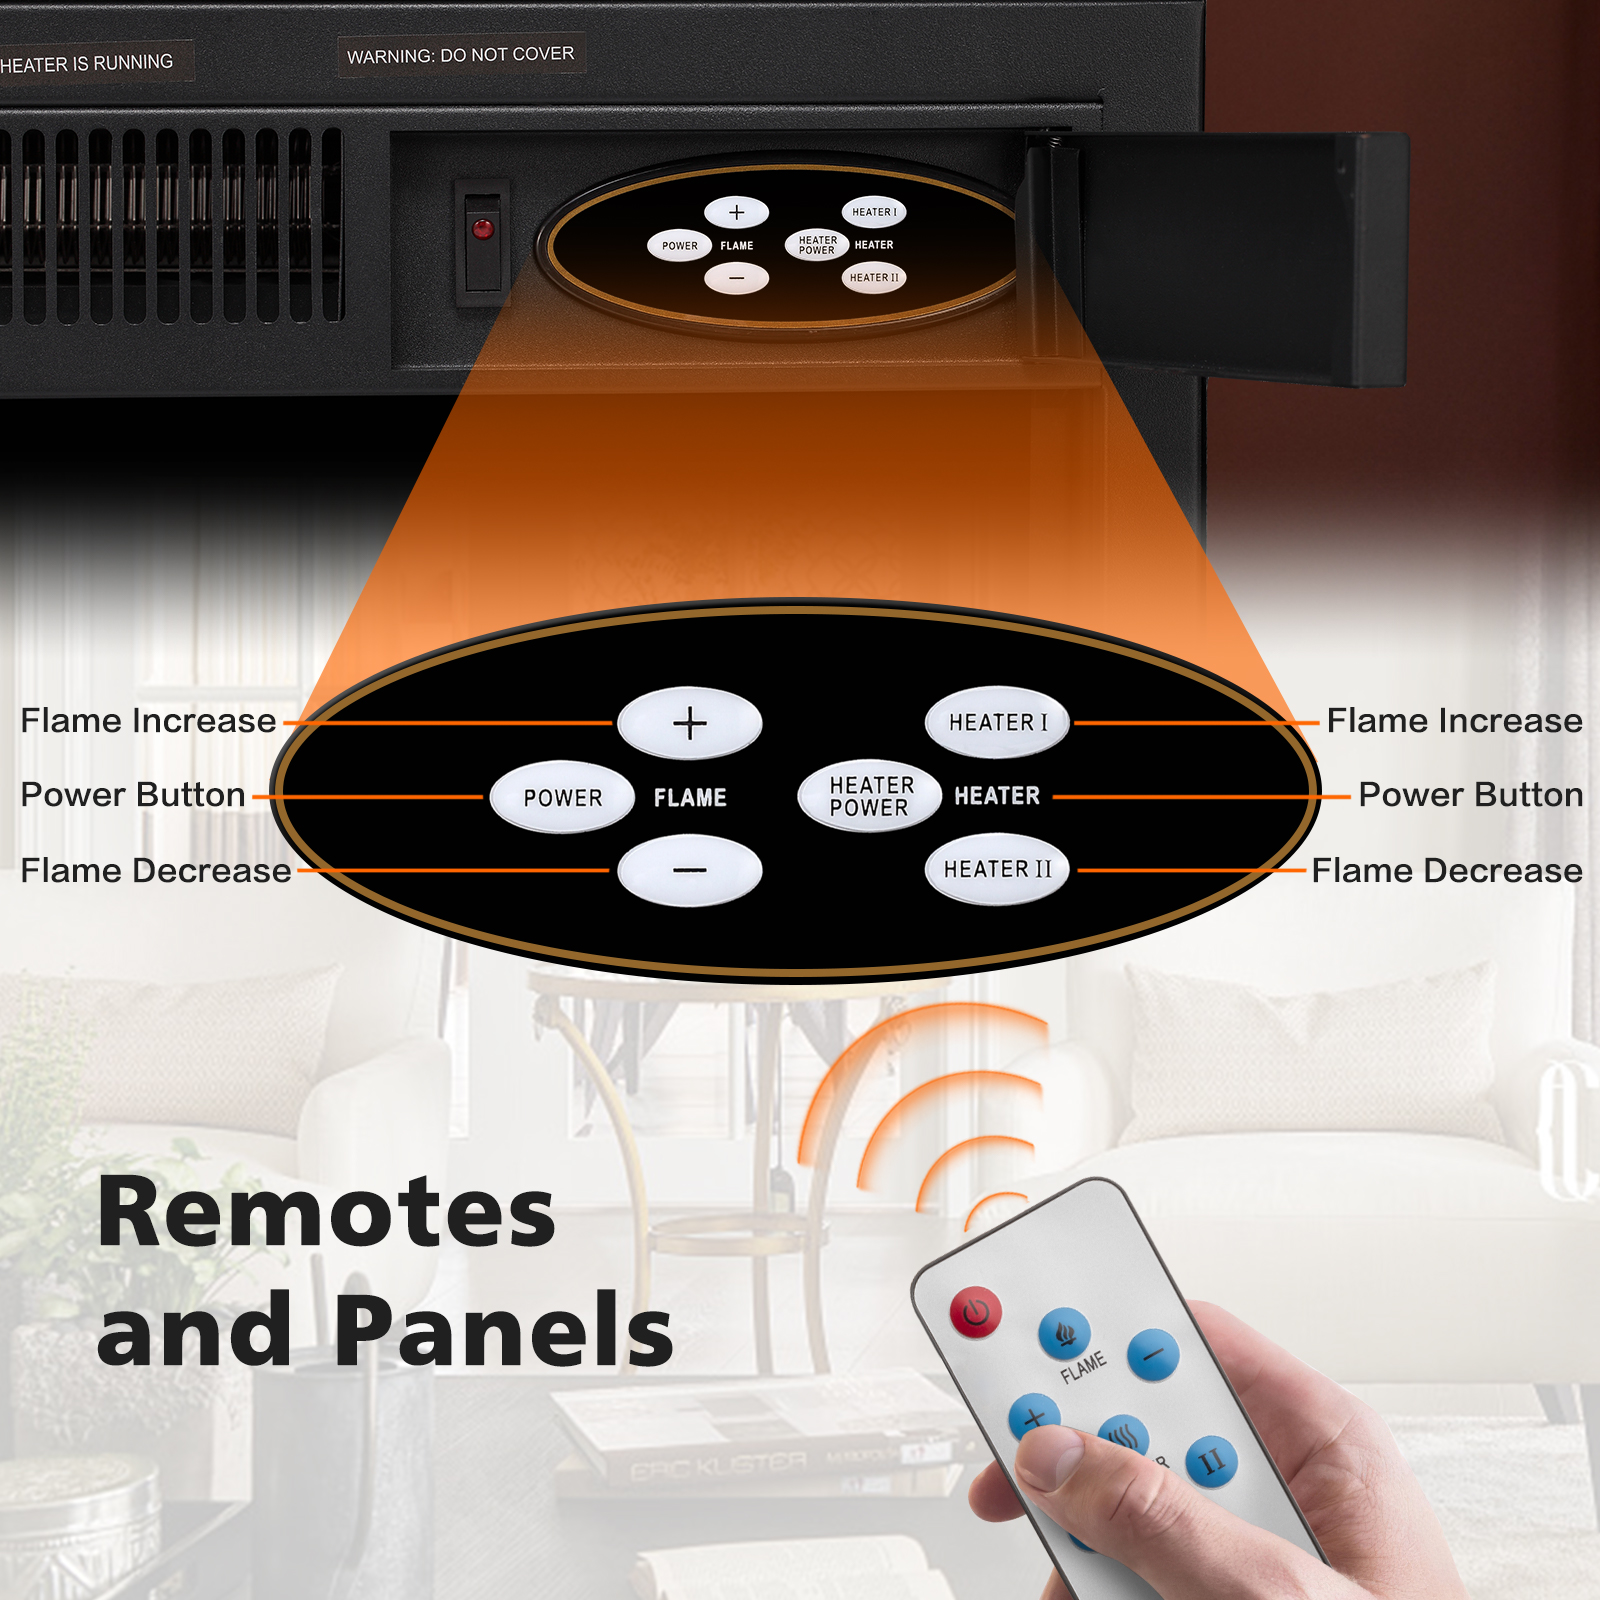 HEATER IS RUNNING
WARNING: DO NOT COVER
+
HEATER I
POWER
FLAME
HEATER
POWER
HEATER
−
HEATER II
Flame Increase
+
HEATER I
Flame Increase
Power Button
POWER
FLAME
HEATER
POWER
HEATER
Power Button
Flame Decrease
−
HEATER II
Flame Decrease
Remotes
and Panels
FLAME
−
+
II
ERIC KUSTER